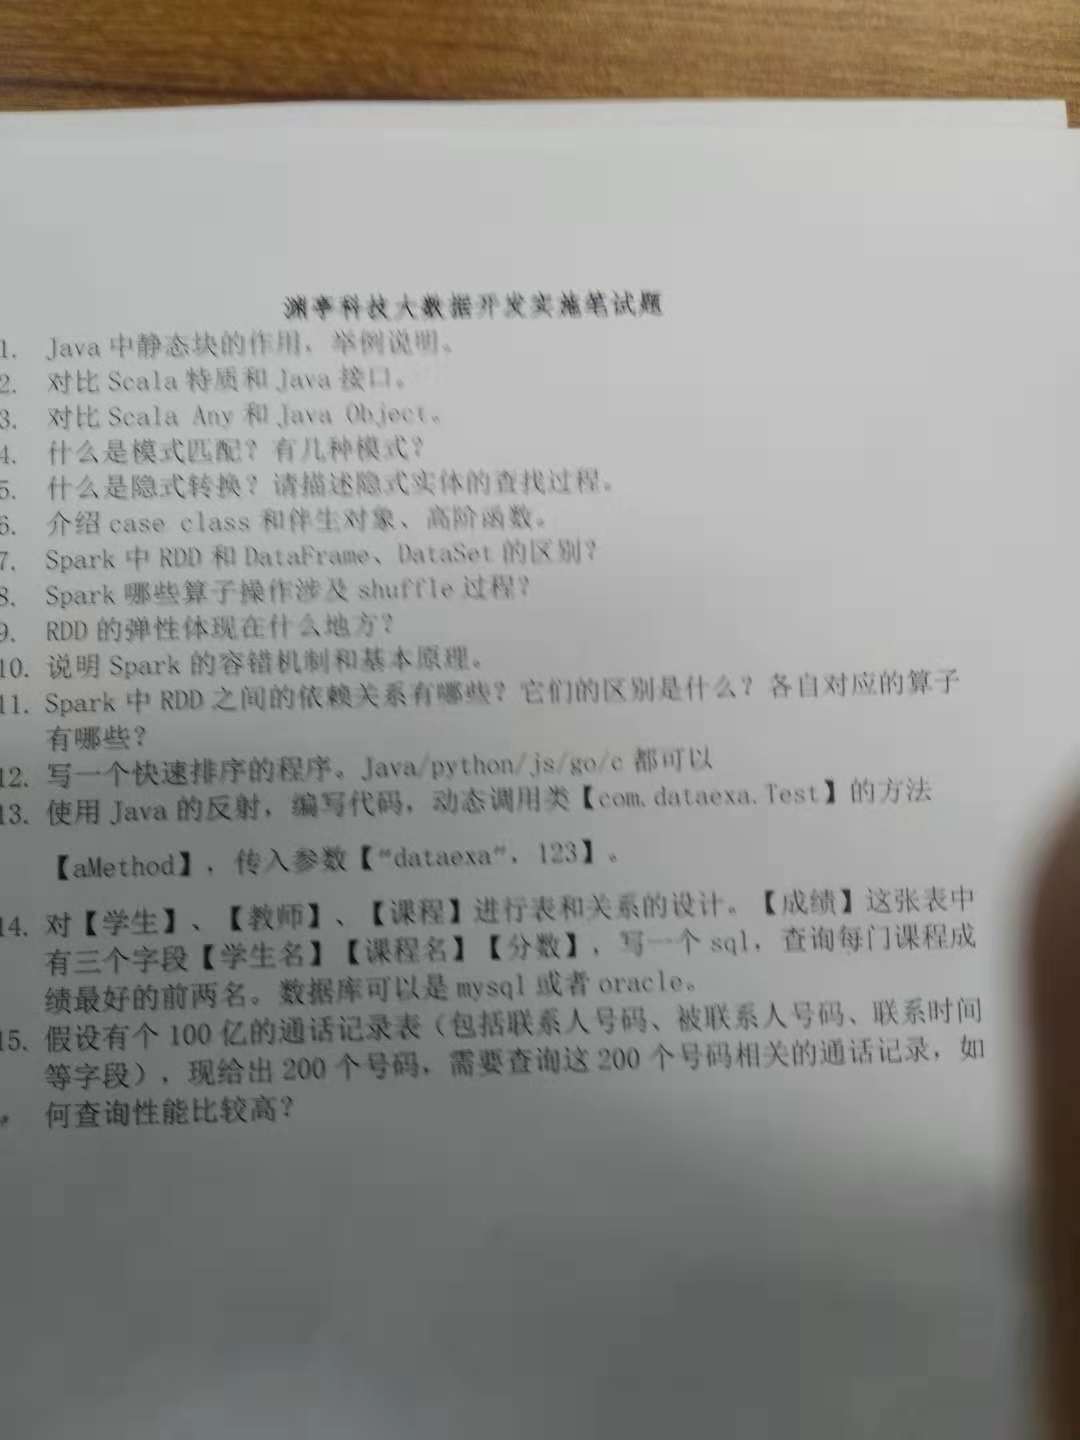 渊亭科技大数据开发实施笔试题
1. Java 中静态块的作用，举例说明。
2. 对比 Scala 特质和 Java 接口。
3. 对比 Scala Any 和 Java Object。
4. 什么是模式匹配？有几种模式？
5. 什么是隐式转换？请描述隐式实体的查找过程。
6. 介绍 case class 和伴生对象、高阶函数。
7. Spark 中 RDD 和 DataFrame、DataSet 的区别？
8. Spark 哪些算子操作涉及 shuffle 过程？
9. RDD 的弹性体现在什么地方？
10. 说明 Spark 的容错机制和基本原理。
11. Spark 中 RDD 之间的依赖关系有哪些？它们的区别是什么？各自对应的算子
有哪些？
12. 写一个快速排序的程序。Java/python/js/go/c 都可以
13. 使用 Java 的反射，编写代码，动态调用类【com.dataexa.Test】的方法
【aMethod】，传入参数【“dataexa”，123】。
14. 对【学生】、【教师】、【课程】进行表和关系的设计。【成绩】这张表中
有三个字段【学生名】【课程名】【分数】，写一个 sql，查询每门课程成
绩最好的前两名。数据库可以是 mysql 或者 oracle。
15. 假设有个 100 亿的通话记录表（包括联系人号码、被联系人号码、联系时间
等字段），现给出 200 个号码，需要查询这 200 个号码相关的通话记录，如
何查询性能比较高？